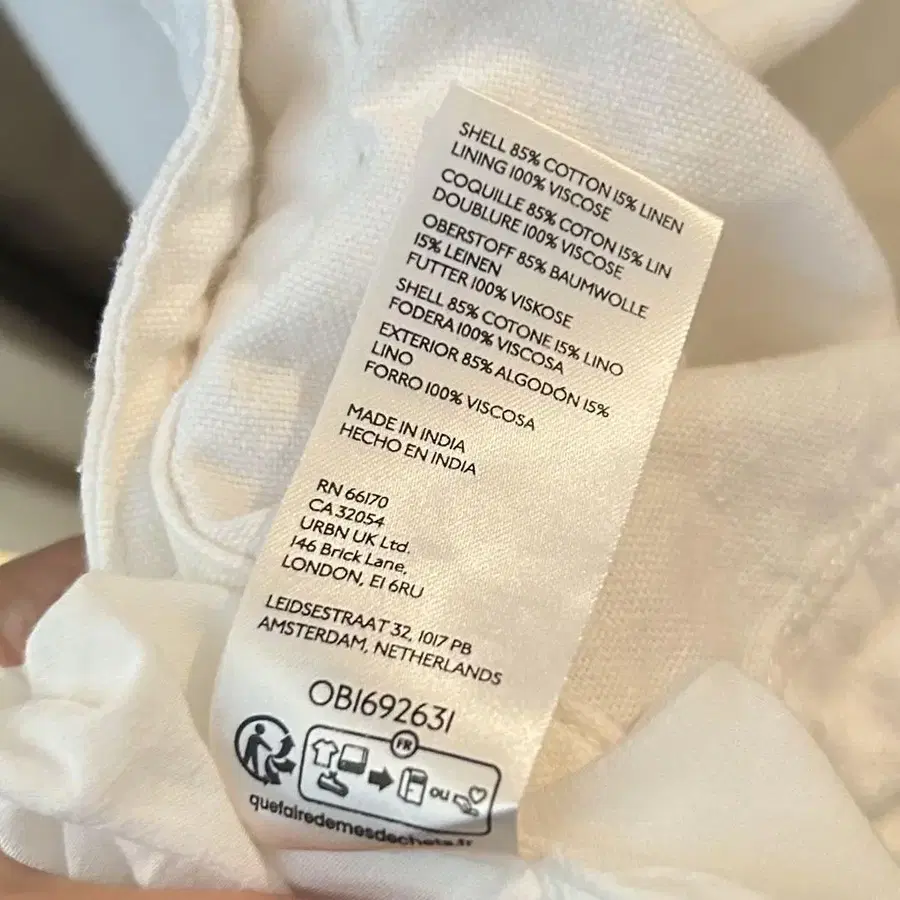 SHELL 85% COTTON 15% LINEN
LINING 100% VISCOSE
COQUILLE 85% COTON 15% LIN
DOUBLURE 100% VISCOSE
OBERSTOFF 85% BAUMWOLLE
15% LEINEN
FUTTER 100% VISKOSE
SHELL 85% COTONE 15% LINO
FODERA 100% VISCOSA
EXTERIOR 85% ALGODÓN 15%
LINO
FORRO 100% VISCOSA
MADE IN INDIA
HECHO EN INDIA
RN 66170
CA 32054
URBN UK Ltd.
146 Brick Lane,
LONDON, E1 6RU
LEIDSESTRAAT 32, 1017 PB
AMSTERDAM, NETHERLANDS
OB1692631
FR
OU
quefairedemesdechets.fr